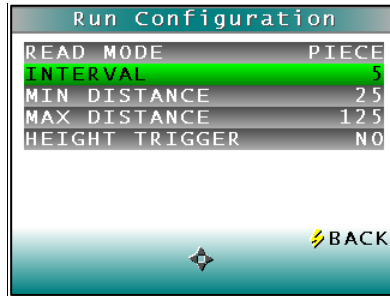 Run Configuration
READ MODE PIECE
INTERVAL 5
MIN DISTANCE 25
MAX DISTANCE 125
HEIGHT TRIGGER NO
BACK